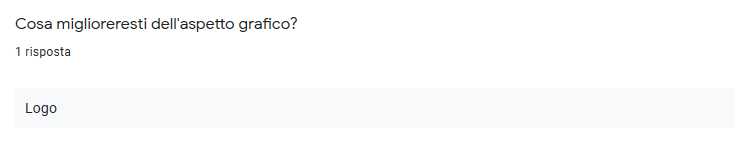 Cosa miglioreresti dell'aspetto grafico?
1 risposta
Logo